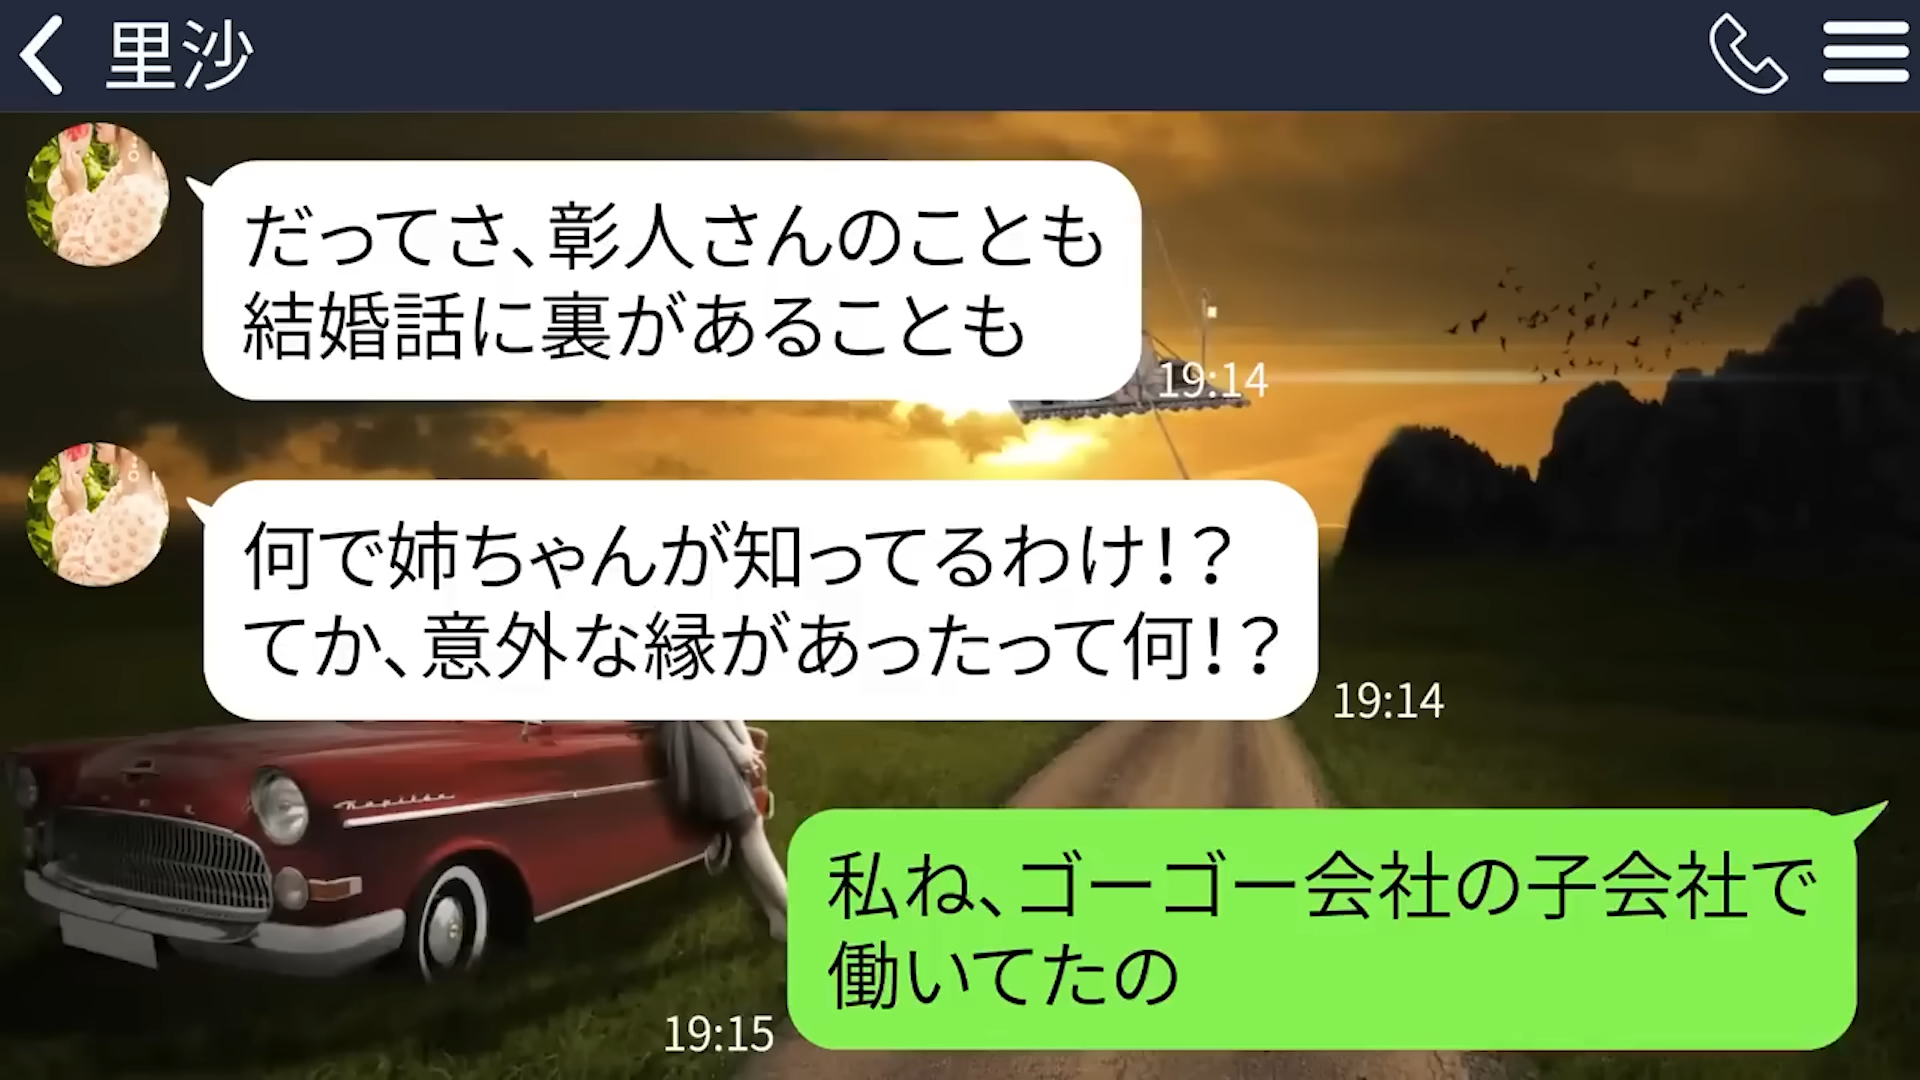 里沙
だってさ、彰人さんのことも
結婚話に裏があることも
19:14
何で姉ちゃんが知ってるわけ!?
てか、意外な縁があったって何!?
19:14
Kapitän
私ね、ゴーゴー会社の子会社で
働いてたの
19:15